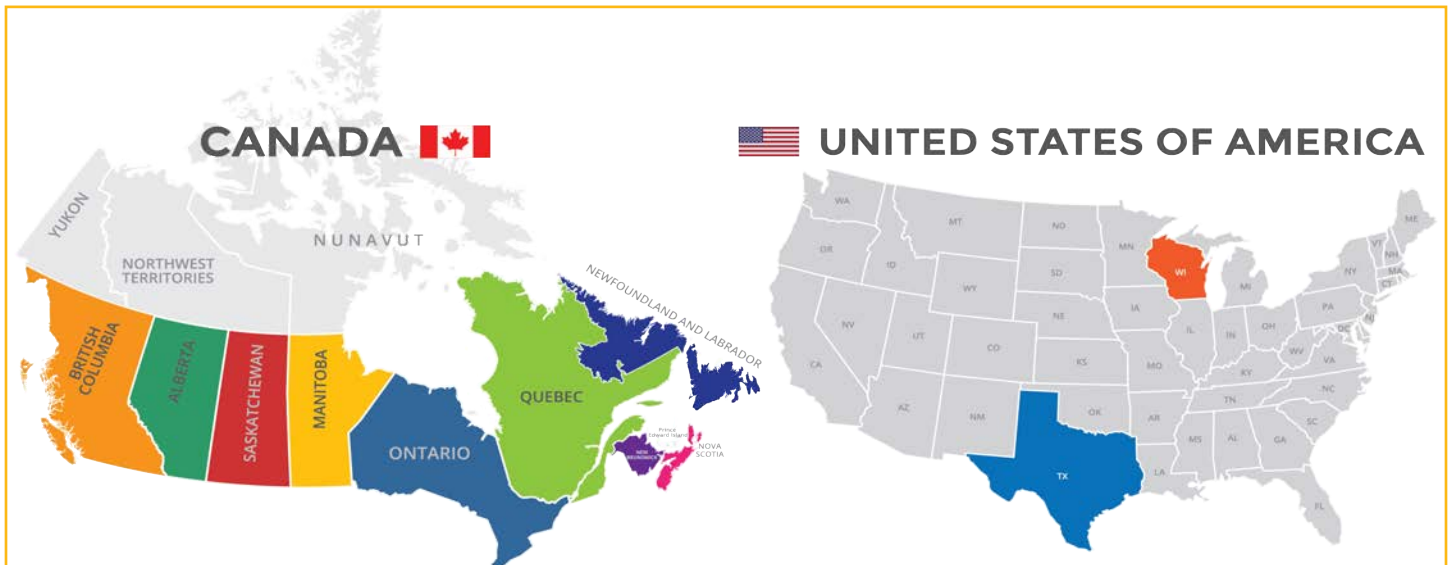 CANADA
UNITED STATES OF AMERICA
YUKON
NORTHWEST
TERRITORIES
NUNAVUT
BRITISH
COLUMBIA
ALBERTA
SASKATCHEWAN
MANITOBA
ONTARIO
QUEBEC
NEWFOUNDLAND AND LABRADOR
Prince
Edward Island
NEW
BRUNSWICK
NOVA
SCOTIA
WA
OR
CA
ID
NV
MT
WY
UT
AZ
CO
NM
ND
SD
NE
KS
OK
TX
MN
IA
MO
AR
LA
WI
IL
MI
IN
OH
KY
TN
MS
AL
GA
FL
SC
NC
VA
WV
DC
PA
NY
NJ
CT
MA
VT
NH
ME